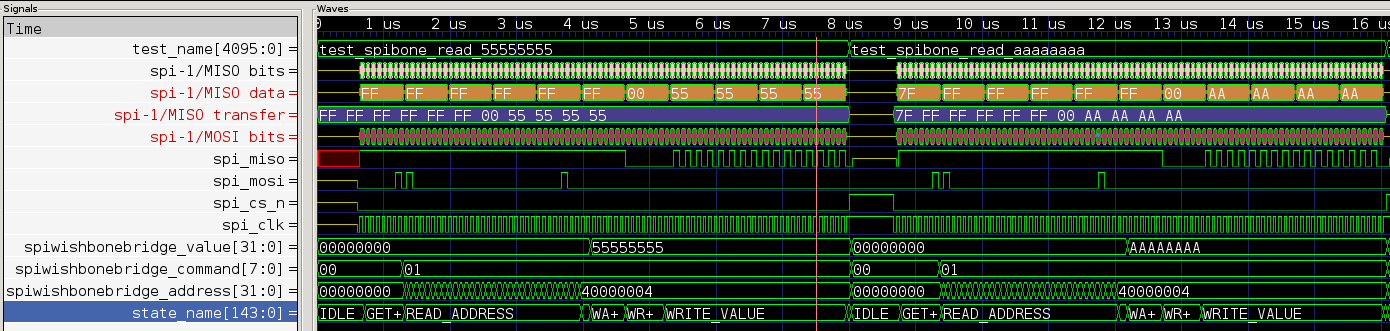 Signals
Waves
Time
0 1 us 2 us 3 us 4 us 5 us 6 us 7 us 8 us 9 us 10 us 11 us 12 us 13 us 14 us 15 us 16 us
test_name[4095:0] = test_spibone_read_55555555 test_spibone_read_aaaaaaaa
spi-1/MISO bits =
spi-1/MISO data = FF FF FF FF FF FF 00 55 55 55 55 7F FF FF FF FF FF 00 AA AA AA AA
spi-1/MISO transfer = FF FF FF FF FF FF 00 55 55 55 55 7F FF FF FF FF FF 00 AA AA AA AA
spi-1/MOSI bits =
spi_miso =
spi_mosi =
spi_cs_n =
spi_clk =
spiwishbonebridge_value[31:0] = 00000000 55555555 00000000 AAAAAAAA
spiwishbonebridge_command[7:0] = 00 01 00 01
spiwishbonebridge_address[31:0] = 00000000 40000004 00000000 40000004
state_name[143:0] = IDLE GET+ READ_ADDRESS WA+ WR+ WRITE_VALUE IDLE GET+ READ_ADDRESS WA+ WR+ WRITE_VALUE